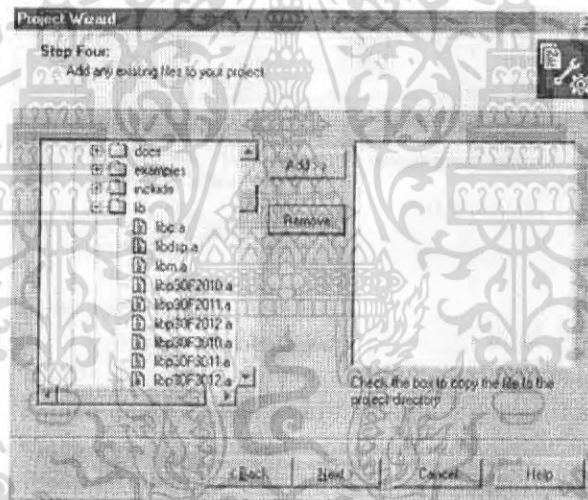 Project Wizard
Step Four:
Add any existing files to your project
docs
examples
include
lib
libc.a
libdsp.a
libm.a
libp30F2010.a
libp30F2011.a
libp30F2012.a
libp30F3010.a
libp30F3011.a
libp30F3012.a
Add >>
Remove
Check the box to copy the file to the
project directory
< Back
Next >
Cancel
Help